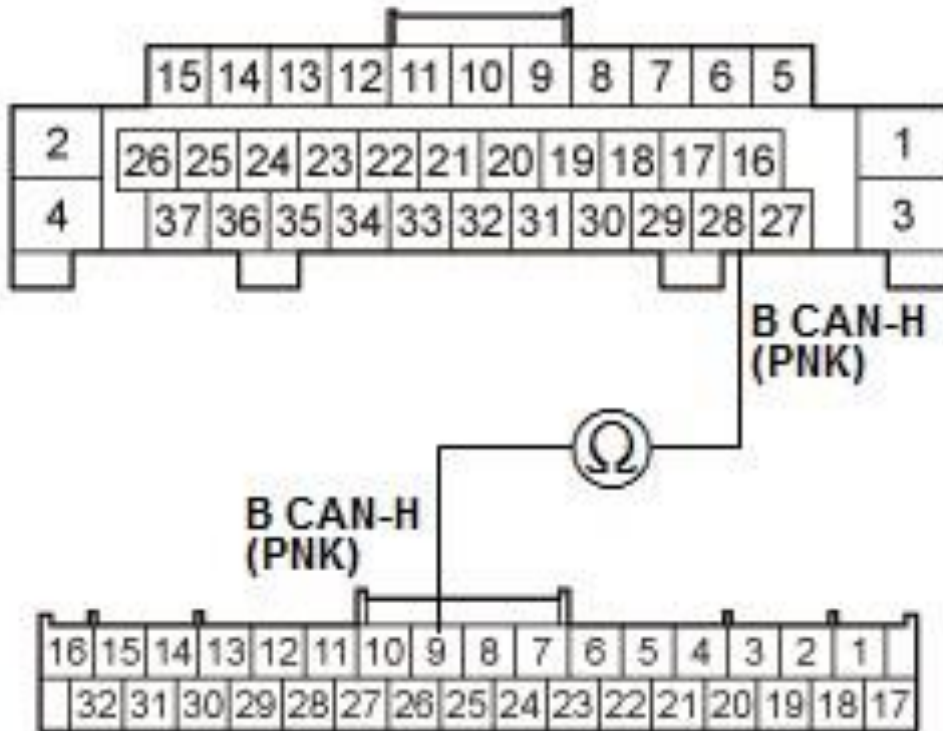 15 14 13 12 11 10 9 8 7 6 5
2 1
26 25 24 23 22 21 20 19 18 17 16
4 37 36 35 34 33 32 31 30 29 28 27 3
B CAN-H
(PNK)
Ω
B CAN-H
(PNK)
16 15 14 13 12 11 10 9 8 7 6 5 4 3 2 1
32 31 30 29 28 27 26 25 24 23 22 21 20 19 18 17